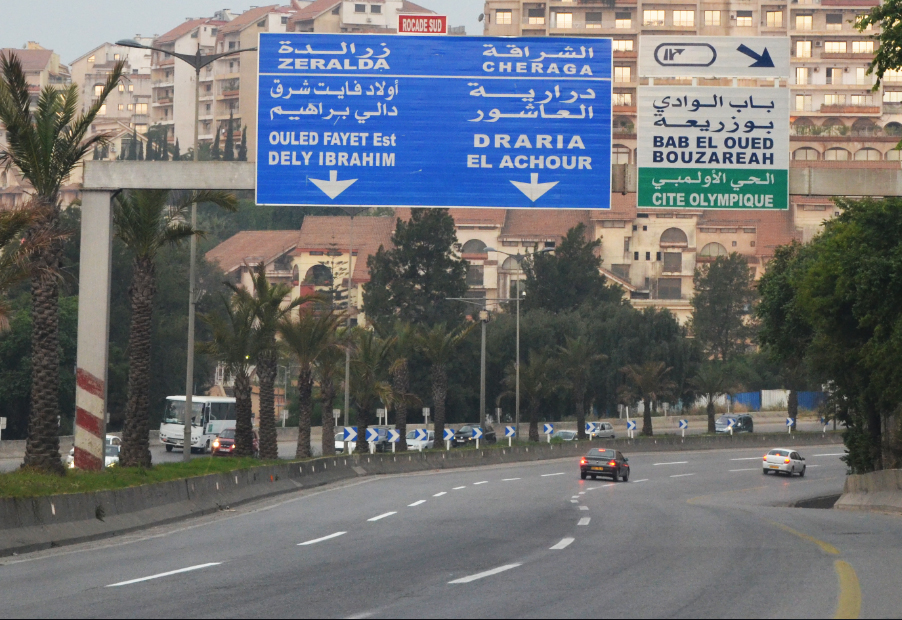 ROCADE SUD
زرالدة
ZERALDA
الشراقة
CHERAGA
أولاد فايت شرق
دالي براهيم
OULED FAYET Est
DELY IBRAHIM
درارية
العاشور
DRARIA
EL ACHOUR
باب الوادي
بوزريعة
BAB EL OUED
BOUZAREAH
الحي الأولمبي
CITE OLYMPIQUE